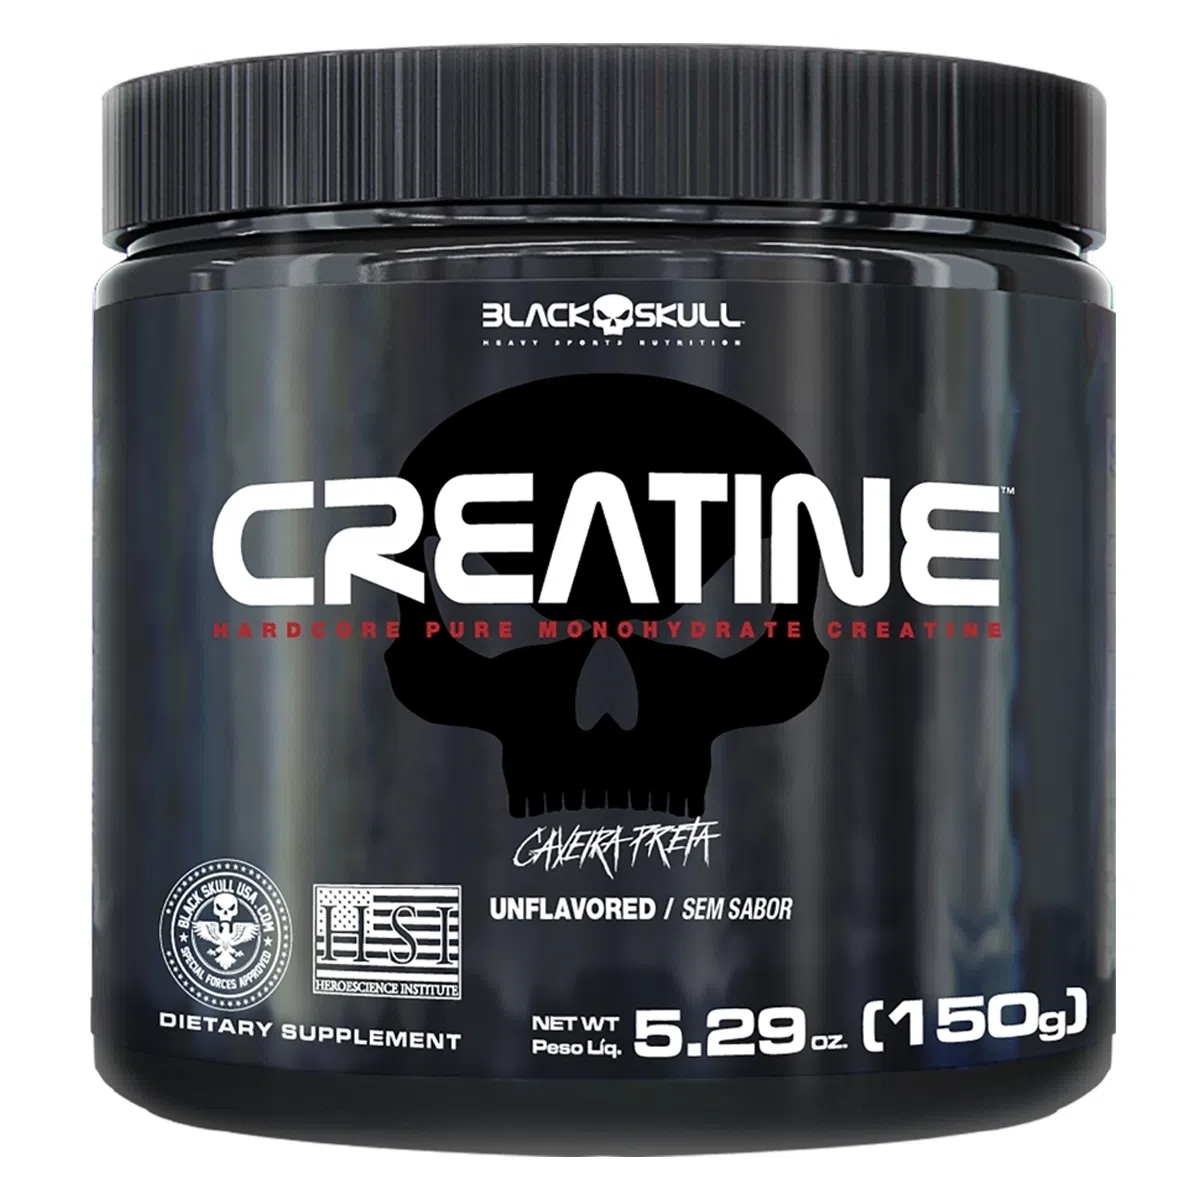 BLACK SKULL
HEAVY SPORTS NUTRITION
CREATINE™
HARDCORE PURE MONOHYDRATE CREATINE
CAVEIRA PRETA
UNFLAVORED / SEM SABOR
BLACK SKULL USA.COM
SPECIAL FORCES APPROVED
HSI
HEROESCIENCE INSTITUTE
DIETARY SUPPLEMENT
NET WT
Peso Líq.
5.29 oz. (150g)